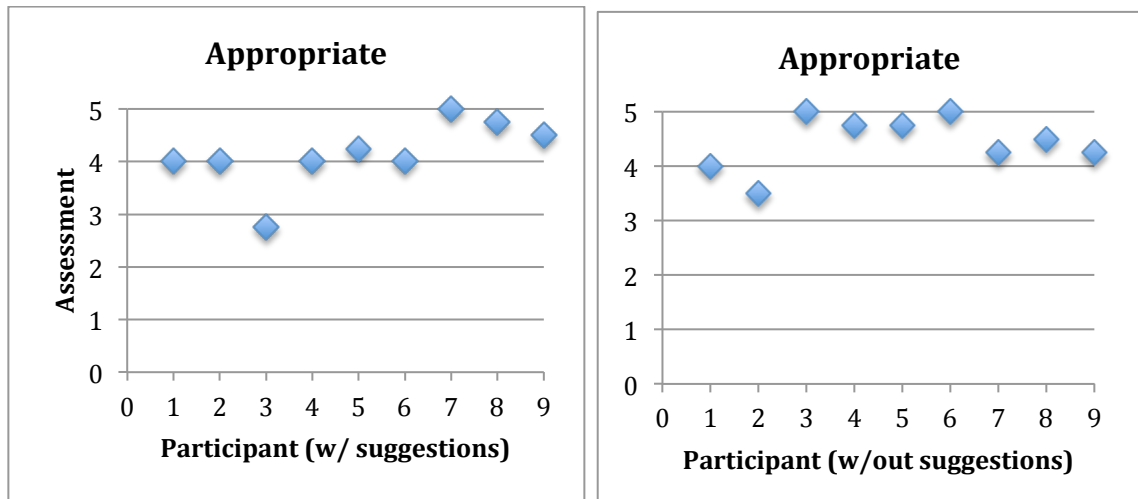 Appropriate
5
4
3
2
1
0
Assessment
0 1 2 3 4 5 6 7 8 9
Participant (w/ suggestions)
Appropriate
5
4
3
2
1
0
0 1 2 3 4 5 6 7 8 9
Participant (w/out suggestions)